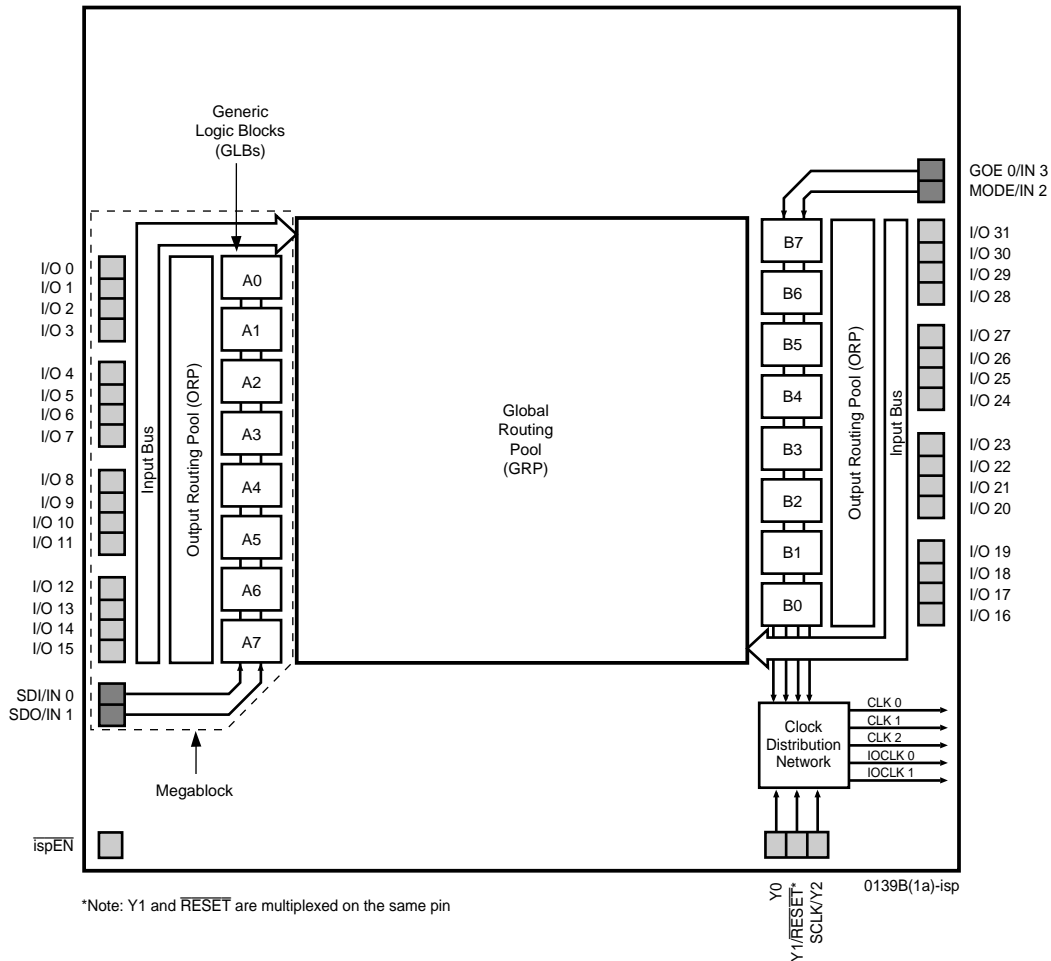 Generic
Logic Blocks
(GLBs)
GOE 0/IN 3
MODE/IN 2
I/O 0
I/O 1
I/O 2
I/O 3
I/O 4
I/O 5
I/O 6
I/O 7
I/O 8
I/O 9
I/O 10
I/O 11
I/O 12
I/O 13
I/O 14
I/O 15
SDI/IN 0
SDO/IN 1
Input Bus
Output Routing Pool (ORP)
A0
A1
A2
A3
A4
A5
A6
A7
Megablock
Global
Routing
Pool
(GRP)
B7
B6
B5
B4
B3
B2
B1
B0
Output Routing Pool (ORP)
Input Bus
I/O 31
I/O 30
I/O 29
I/O 28
I/O 27
I/O 26
I/O 25
I/O 24
I/O 23
I/O 22
I/O 21
I/O 20
I/O 19
I/O 18
I/O 17
I/O 16
Clock
Distribution
Network
CLK 0
CLK 1
CLK 2
IOCLK 0
IOCLK 1
ispEN
Y0
Y1/RESET*
SCLK/Y2
0139B(1a)-isp
*Note: Y1 and RESET are multiplexed on the same pin